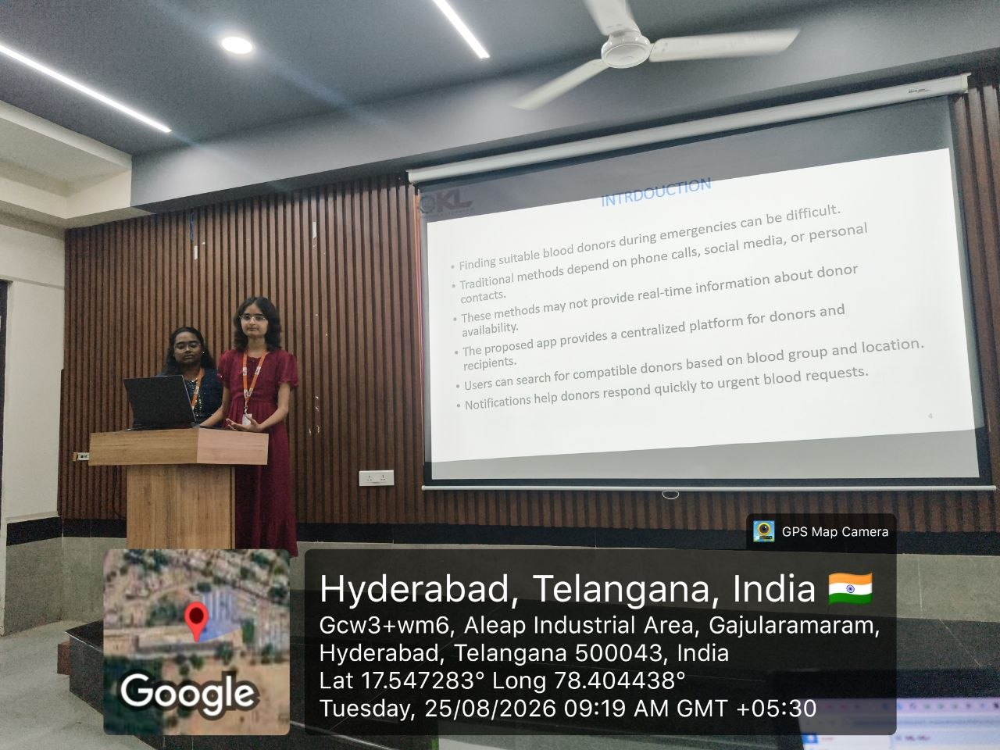 KL
INTRDOUCTION
• Finding suitable blood donors during emergencies can be difficult.
• Traditional methods depend on phone calls, social media, or personal
contacts.
• These methods may not provide real-time information about donor
availability.
• The proposed app provides a centralized platform for donors and
recipients.
• Users can search for compatible donors based on blood group and location.
• Notifications help donors respond quickly to urgent blood requests.
4
GPS Map Camera
Google
Hyderabad, Telangana, India
Gcw3+wm6, Aleap Industrial Area, Gajularamaram,
Hyderabad, Telangana 500043, India
Lat 17.547283° Long 78.404438°
Tuesday, 25/08/2026 09:19 AM GMT +05:30